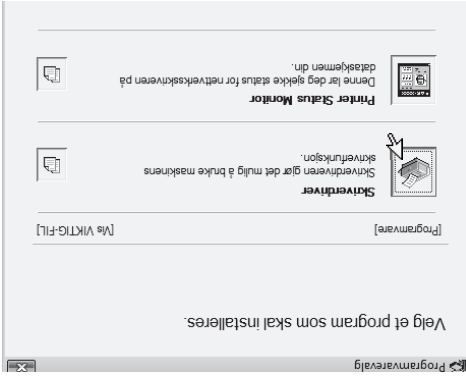 Programvarevalg
Velg et program som skal installeres.
[Programvare] [Vis VIKTIG-FIL]
Skriverdriver
Skriverdriveren gjør det mulig å bruke maskinens
skriverfunksjon.
Printer Status Monitor
Denne lar deg sjekke status for nettverksskriveren på
dataskjermen din.